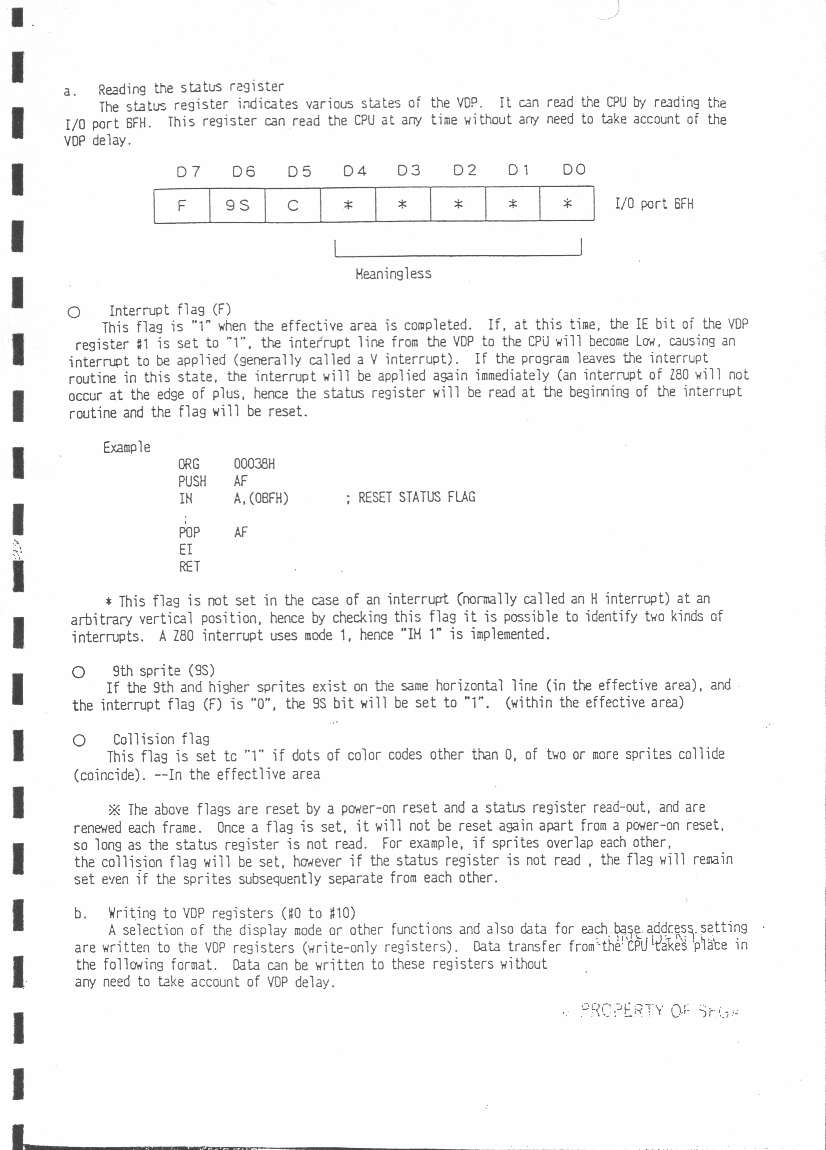 a. Reading the status register
The status register indicates various states of the VDP. It can read the CPU by reading the
I/O port BFH. This register can read the CPU at any time without any need to take account of the
VDP delay.
D7 D6 D5 D4 D3 D2 D1 D0
F 9S C * * * * * I/O port BFH
Meaningless
○ Interrupt flag (F)
This flag is "1" when the effective area is completed. If, at this time, the IE bit of the VDP
register #1 is set to "1", the interrupt line from the VDP to the CPU will become Low, causing an
interrupt to be applied (generally called a V interrupt). If the program leaves the interrupt
routine in this state, the interrupt will be applied again immediately (an interrupt of Z80 will not
occur at the edge of plus, hence the status register will be read at the beginning of the interrupt
routine and the flag will be reset.
Example
ORG 00038H
PUSH AF
IN A,(0BFH) ; RESET STATUS FLAG
;
POP AF
EI
RET
* This flag is not set in the case of an interrupt (normally called an H interrupt) at an
arbitrary vertical position, hence by checking this flag it is possible to identify two kinds of
interrupts. A Z80 interrupt uses mode 1, hence "IM 1" is implemented.
○ 9th sprite (9S)
If the 9th and higher sprites exist on the same horizontal line (in the effective area), and
the interrupt flag (F) is "0", the 9S bit will be set to "1". (within the effective area)
○ Collision flag
This flag is set to "1" if dots of color codes other than 0, of two or more sprites collide
(coincide). --In the effectlive area
※ The above flags are reset by a power-on reset and a status register read-out, and are
renewed each frame. Once a flag is set, it will not be reset again apart from a power-on reset,
so long as the status register is not read. For example, if sprites overlap each other,
the collision flag will be set, however if the status register is not read , the flag will remain
set even if the sprites subsequently separate from each other.
b. Writing to VDP registers (#0 to #10)
A selection of the display mode or other functions and also data for each base address setting
are written to the VDP registers (write-only registers). Data transfer from the CPU takes place in
the following format. Data can be written to these registers without
any need to take account of VDP delay.
PROPERTY OF SEGA